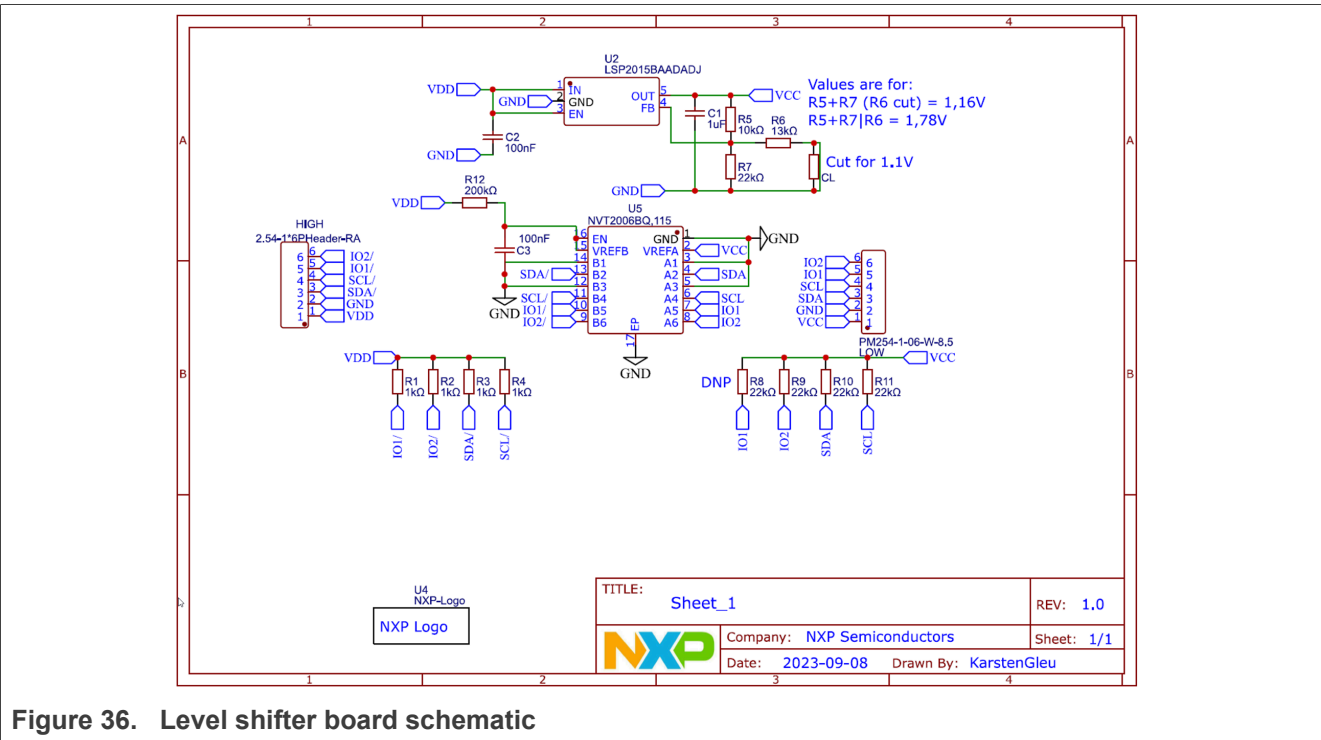 1 2 3 4
U2
LSP2015BAADADJ
VDD 1 IN
GND 2 GND
3 EN
OUT 5 VCC
FB 4
Values are for:
R5+R7 (R6 cut) = 1,16V
R5+R7|R6 = 1,78V
C1
1uF
R5
10kΩ
R6
13kΩ
A A
C2
100nF
GND
R7
22kΩ
Cut for 1.1V
CL
GND
R12
200kΩ
VDD
U5
NVT2006BQ,115
HIGH
2.54-1*6PHeader-RA
100nF
C3
16 EN GND 1 GND
15 VREFB VREFA 2 VCC
14 B1 A1 3
SDA/ 13 B2 A2 4 SDA
12 B3 A3 5
SCL/ 11 B4 A4 6 SCL
IO1/ 10 B5 A5 7 IO1
IO2/ 9 B6 A6 8 IO2
EP
17
GND
GND
6 6 IO2/
5 5 IO1/
4 4 SCL/
3 3 SDA/
2 2 GND
1 1 VDD
IO2 6 6
IO1 5 5
SCL 4 4
SDA 3 3
GND 2 2
VCC 1 1
PM254-1-06-W-8.5
LOW
B B
VDD
R1 R2 R3 R4
1kΩ 1kΩ 1kΩ 1kΩ
IO1/ IO2/ SDA/ SCL/
VCC
DNP
R8 R9 R10 R11
22kΩ 22kΩ 22kΩ 22kΩ
IO1 IO2 SDA SCL
U4
NXP-Logo
NXP Logo
TITLE:
Sheet_1
REV: 1.0
NXP
Company: NXP Semiconductors
Sheet: 1/1
Date: 2023-09-08 Drawn By: KarstenGleu
1 2 3 4
Figure 36. Level shifter board schematic